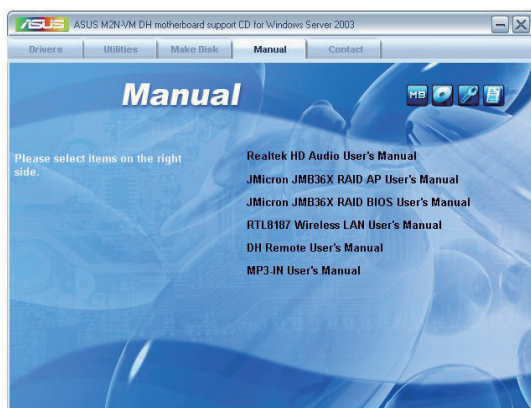 ASUS ASUS M2N-VM DH motherboard support CD for Windows Server 2003
Drivers Utilities Make Disk Manual Contact
Manual
MB
Please select items on the right
side.
Realtek HD Audio User's Manual
JMicron JMB36X RAID AP User's Manual
JMicron JMB36X RAID BIOS User's Manual
RTL8187 Wireless LAN User's Manual
DH Remote User's Manual
MP3-IN User's Manual